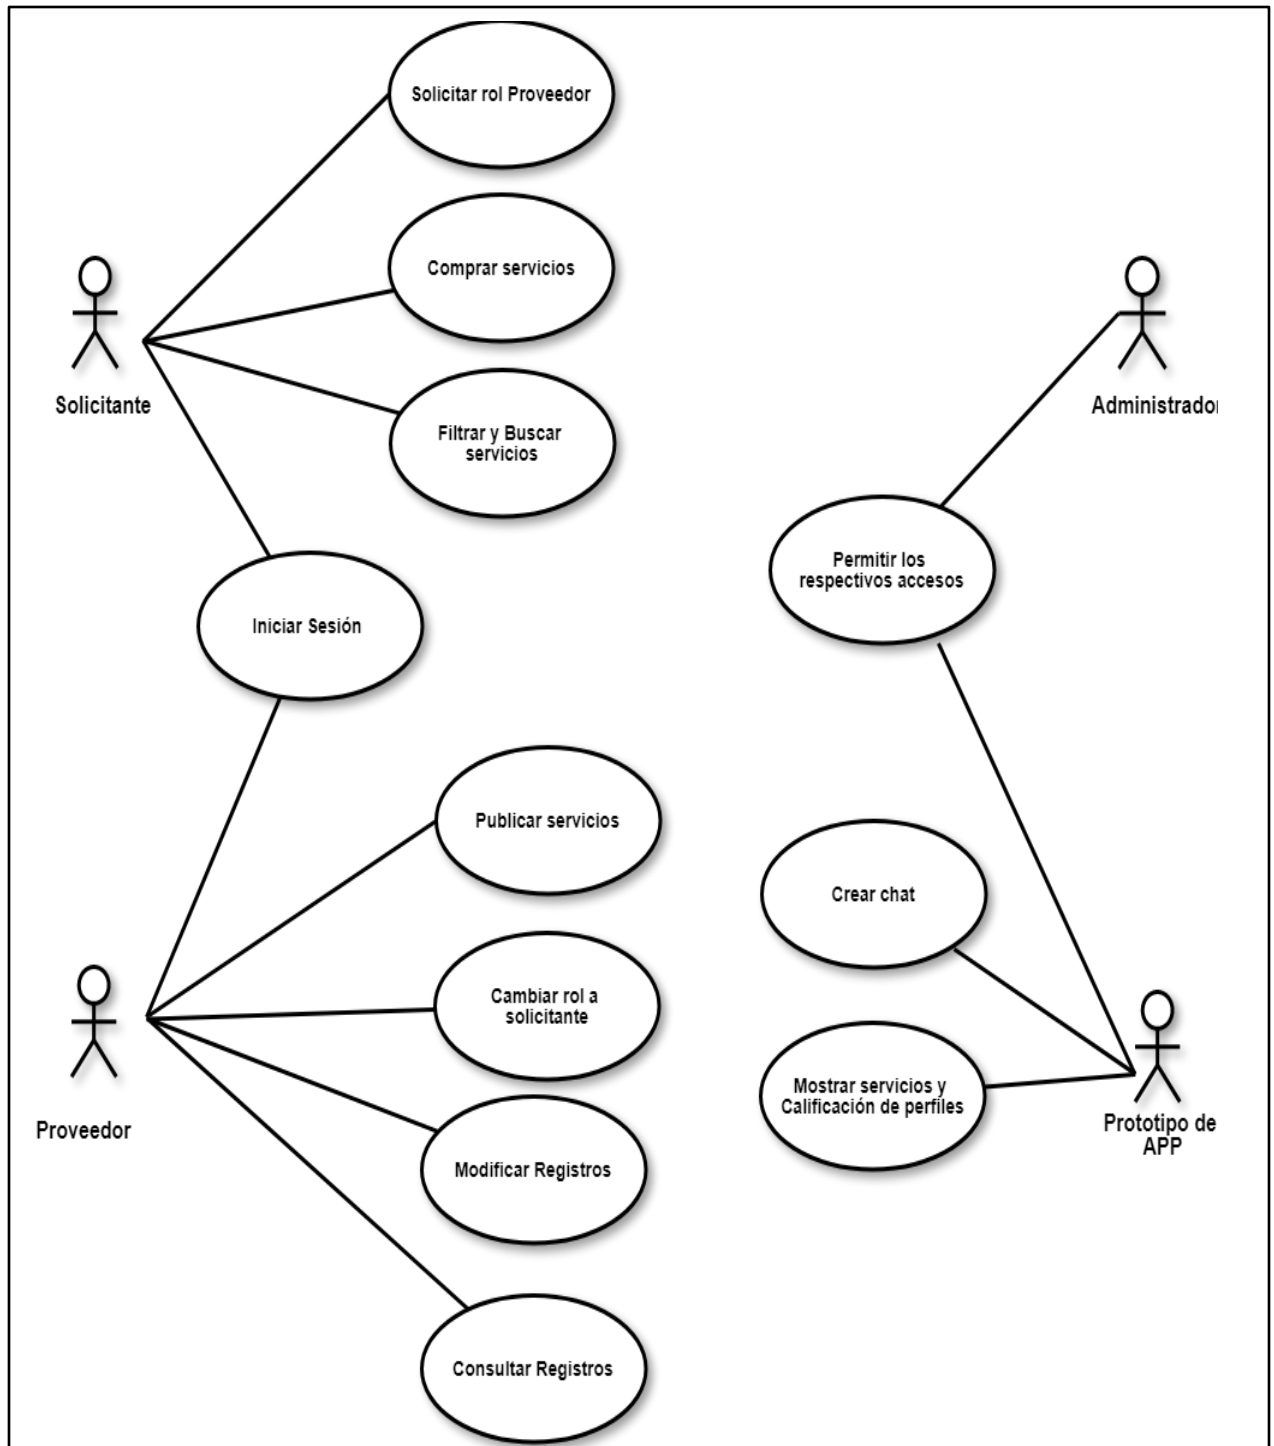 Solicitar rol Proveedor
Comprar servicios
Solicitante
Filtrar y Buscar
servicios
Administrador
Permitir los
respectivos accesos
Iniciar Sesión
Publicar servicios
Crear chat
Cambiar rol a
solicitante
Mostrar servicios y
Calificación de perfiles
Proveedor
Prototipo de
APP
Modificar Registros
Consultar Registros